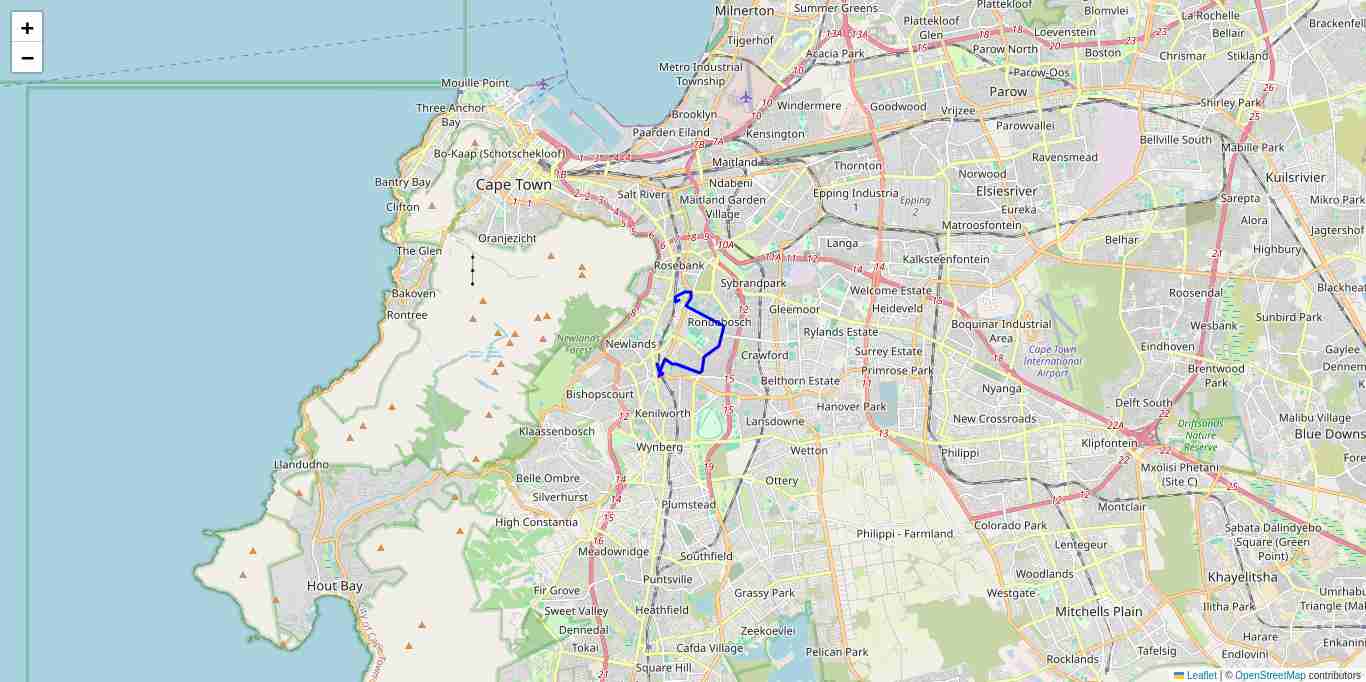 +
−
Milnerton
Summer Greens
Plattekloof
Blomvlei
Tijgerhof
Plattekloof
Glen
Loevenstein
La Rochelle
Bellair
Brackenfell
Acacia Park
Parow North
Boston
Chrismar
Stikland
Metro Industrial
Township
Parow-Oos
Parow
Mouille Point
Three Anchor
Bay
Windermere
Goodwood
Vrijzee
Shirley Park
Brooklyn
Paarden Eiland
Kensington
Parowvallei
Bellville South
Mabille Park
Bo-Kaap (Schotschekloof)
Maitland
Thornton
Ravensmead
Norwood
Kuilsrivier
Bantry Bay
Cape Town
Salt River
Ndabeni
Maitland Garden
Village
Epping Industria
1
Epping
2
Elsiesriver
Sarepta
Mikro Park
Clifton
Eureka
Alora
Matroosfontein
Jagtershof
Oranjezicht
The Glen
Langa
Belhar
Highbury
Kalksteenfontein
Rosebank
Bakoven
Sybrandpark
Welcome Estate
Roosendal
Blackheath
Rontree
Gleemoor
Heideveld
Sunbird Park
Rondebosch
Rylands Estate
Boquinar Industrial
Area
Wesbank
Newlands
Forest
Newlands
Crawford
Surrey Estate
Cape Town
International
Airport
Eindhoven
Gaylee
Primrose Park
Brentwood
Park
Belthorn Estate
Nyanga
Bishopscourt
Delft South
Kenilworth
Hanover Park
Lansdowne
New Crossroads
Malibu Village
Driftsands
Nature
Reserve
Blue Downs
Klaassenbosch
Wynberg
Wetton
Philippi
Klipfontein
Llandudno
Mxolisi Phetani
(Site C)
Belle Ombre
Ottery
Silverhurst
Plumstead
Montclair
High Constantia
Colorado Park
Philippi - Farmland
Sabata Dalindyebo
Square (Green
Point)
Meadowridge
Southfield
Lentegeur
Hout Bay
Puntsville
Woodlands
Khayelitsha
Fir Grove
Grassy Park
Westgate
Sweet Valley
Heathfield
Mitchells Plain
Ilitha Park
Dennedal
Zeekoevlei
Harare
Tokai
Cafda Village
Pelican Park
Tafelsig
Endlovini
Square Hill
Rocklands
Leaflet | © OpenStreetMap contributors